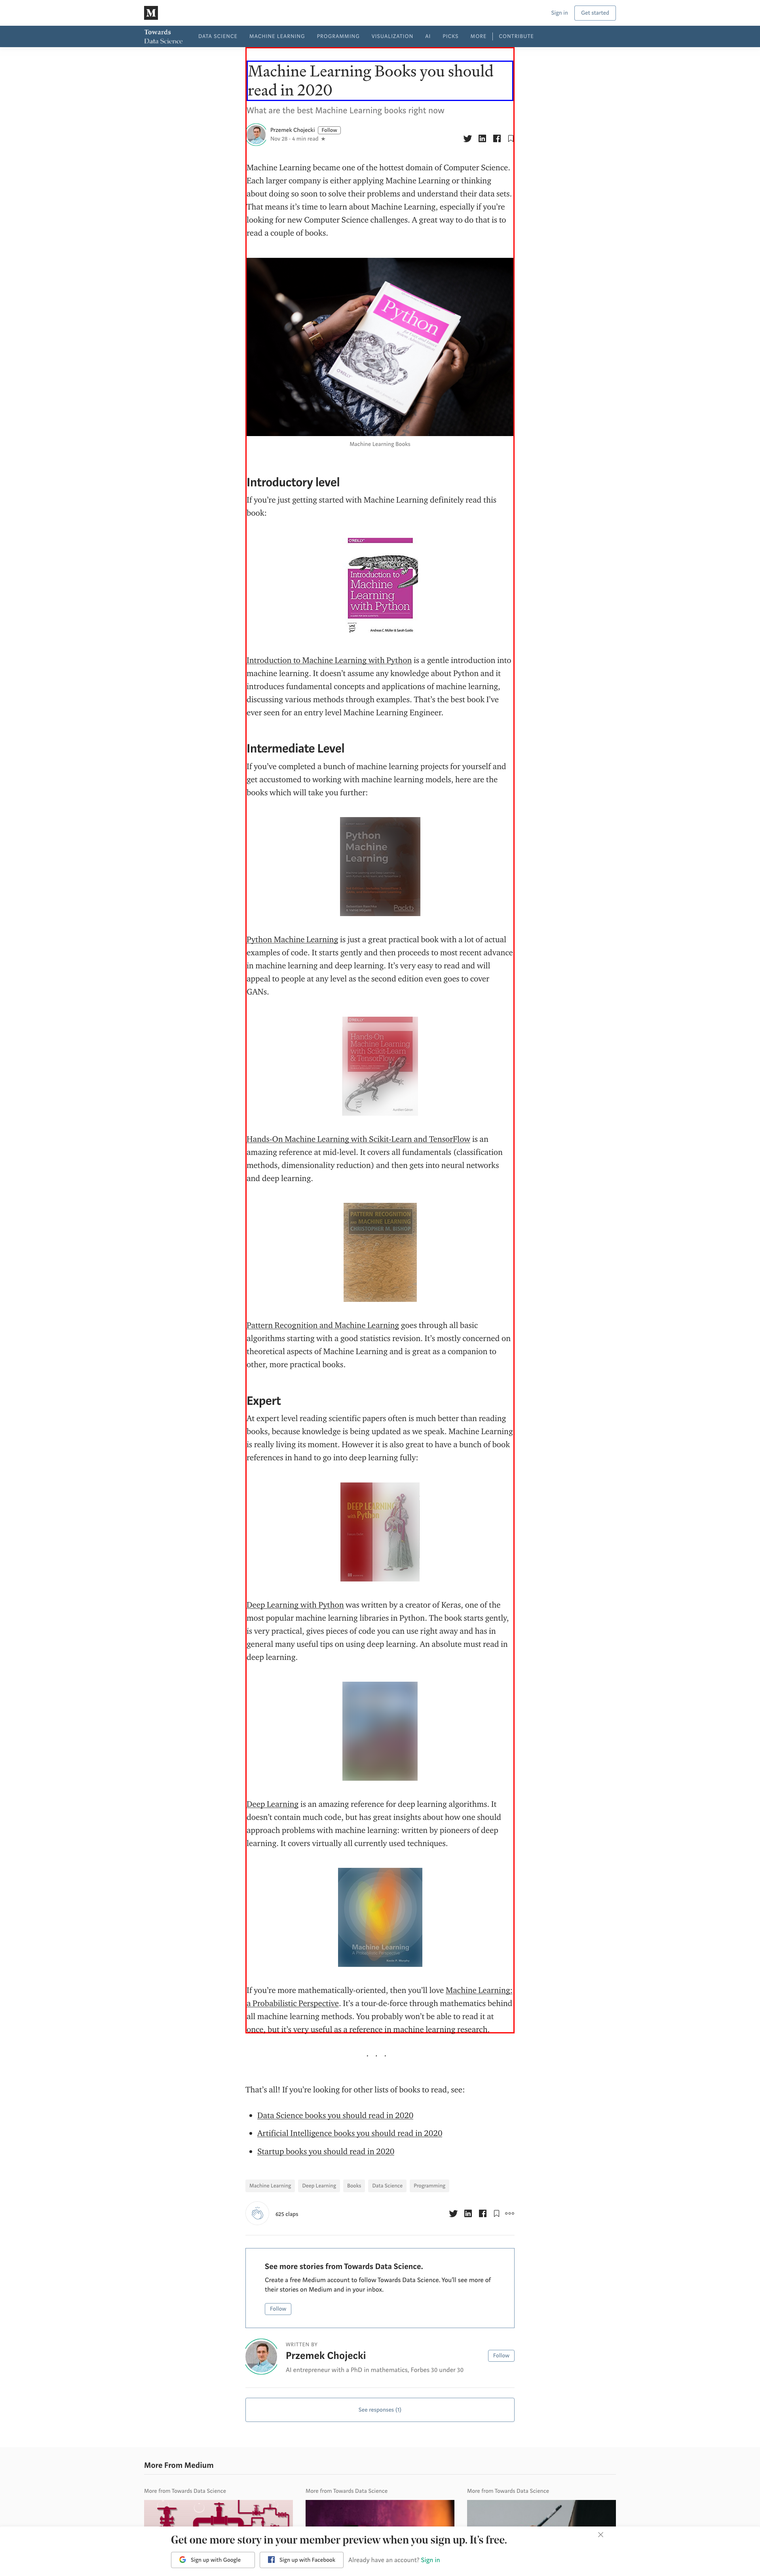 M
Sign in
Get started
Towards
Data Science
DATA SCIENCE MACHINE LEARNING PROGRAMMING VISUALIZATION AI PICKS MORE CONTRIBUTE
Machine Learning Books you should
read in 2020
What are the best Machine Learning books right now
Przemek Chojecki Follow
Nov 28 · 4 min read ★
Machine Learning became one of the hottest domain of Computer Science.
Each larger company is either applying Machine Learning or thinking
about doing so soon to solve their problems and understand their data sets.
That means it's time to learn about Machine Learning, especially if you're
looking for new Computer Science challenges. A great way to do that is to
read a couple of books.
Python
Machine Learning Books
Introductory level
If you're just getting started with Machine Learning definitely read this
book:
O'REILLY
Introduction to
Machine
Learning
with Python
Andreas C. Müller & Sarah Guido
Introduction to Machine Learning with Python is a gentle introduction into
machine learning. It doesn't assume any knowledge about Python and it
introduces fundamental concepts and applications of machine learning,
discussing various methods through examples. That's the best book I've
ever seen for an entry level Machine Learning Engineer.
Intermediate Level
If you've completed a bunch of machine learning projects for yourself and
get accustomed to working with machine learning models, here are the
books which will take you further:
Python
Machine
Learning
Packt
Python Machine Learning is just a great practical book with a lot of actual
examples of code. It starts gently and then proceeds to most recent advance
in machine learning and deep learning. It's very easy to read and will
appeal to people at any level as the second edition even goes to cover
GANs.
Hands-On
Machine Learning
with Scikit-Learn
& TensorFlow
Hands-On Machine Learning with Scikit-Learn and TensorFlow is an
amazing reference at mid-level. It covers all fundamentals (classification
methods, dimensionality reduction) and then gets into neural networks
and deep learning.
PATTERN RECOGNITION
AND MACHINE LEARNING
CHRISTOPHER M. BISHOP
Pattern Recognition and Machine Learning goes through all basic
algorithms starting with a good statistics revision. It's mostly concerned on
theoretical aspects of Machine Learning and is great as a companion to
other, more practical books.
Expert
At expert level reading scientific papers often is much better than reading
books, because knowledge is being updated as we speak. Machine Learning
is really living its moment. However it is also great to have a bunch of book
references in hand to go into deep learning fully:
DEEP LEARNING
with Python
Deep Learning with Python was written by a creator of Keras, one of the
most popular machine learning libraries in Python. The book starts gently,
is very practical, gives pieces of code you can use right away and has in
general many useful tips on using deep learning. An absolute must read in
deep learning.
Deep Learning is an amazing reference for deep learning algorithms. It
doesn't contain much code, but has great insights about how one should
approach problems with machine learning: written by pioneers of deep
learning. It covers virtually all currently used techniques.
Machine Learning
a Probabilistic Perspective
If you're more mathematically-oriented, then you'll love Machine Learning:
a Probabilistic Perspective. It's a tour-de-force through mathematics behind
all machine learning methods. You probably won't be able to read it at
once, but it's very useful as a reference in machine learning research.
· · ·
That's all! If you're looking for other lists of books to read, see:
• Data Science books you should read in 2020
• Artificial Intelligence books you should read in 2020
• Startup books you should read in 2020
Machine Learning Deep Learning Books Data Science Programming
625 claps
See more stories from Towards Data Science.
Create a free Medium account to follow Towards Data Science. You'll see more of
their stories on Medium and in your inbox.
Follow
WRITTEN BY
Przemek Chojecki
Follow
AI entrepreneur with a PhD in mathematics, Forbes 30 under 30
See responses (1)
More From Medium
More from Towards Data Science More from Towards Data Science More from Towards Data Science
Get one more story in your member preview when you sign up. It's free.
Sign up with Google Sign up with Facebook Already have an account? Sign in